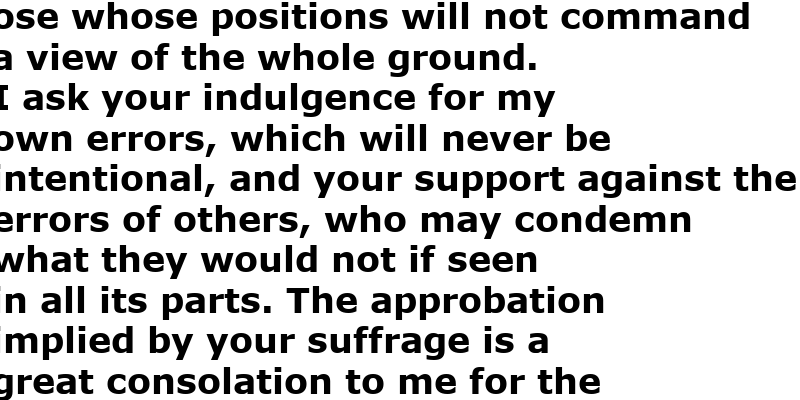 ose whose positions will not command
a view of the whole ground.
I ask your indulgence for my
own errors, which will never be
intentional, and your support against the
errors of others, who may condemn
what they would not if seen
in all its parts. The approbation
implied by your suffrage is a
great consolation to me for the